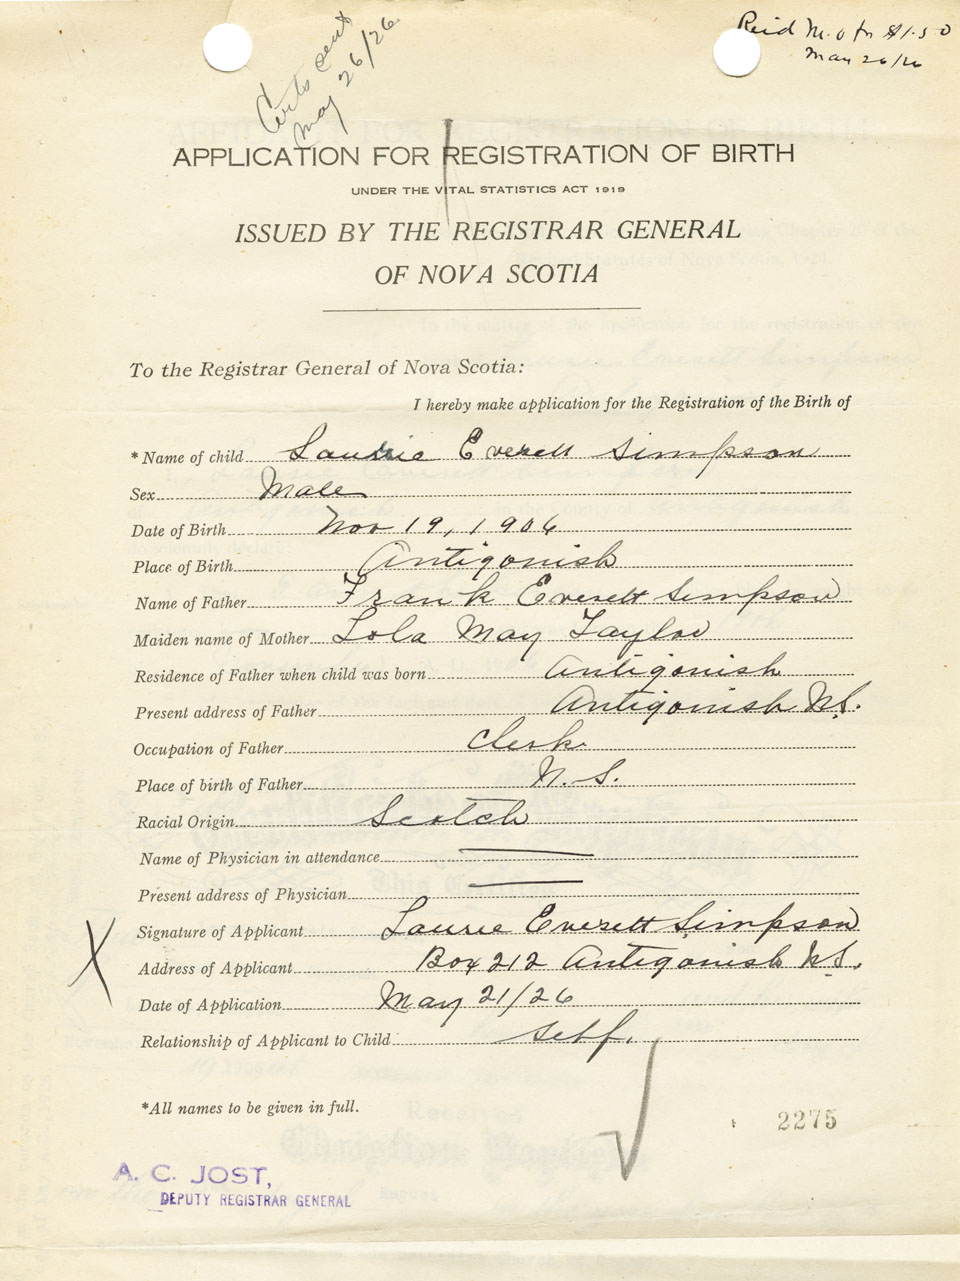 Certs sent
May 26/26
Recd M.O. for $1.50
May 26/26
APPLICATION FOR REGISTRATION OF BIRTH
UNDER THE VITAL STATISTICS ACT 1919
ISSUED BY THE REGISTRAR GENERAL
OF NOVA SCOTIA
To the Registrar General of Nova Scotia:
I hereby make application for the Registration of the Birth of
* Name of child Laurie Everett Simpson
Sex Male
Date of Birth Nov 19, 1906
Place of Birth Antigonish
Name of Father Frank Everett Simpson
Maiden name of Mother Lola May Taylor
Residence of Father when child was born Antigonish
Present address of Father Antigonish N.S.
Occupation of Father Clerk
Place of birth of Father N.S.
Racial Origin Scotch
Name of Physician in attendance
Present address of Physician
X Signature of Applicant Laurie Everett Simpson
Address of Applicant Box 212 Antigonish N.S.
Date of Application May 21/26
Relationship of Applicant to Child self.
*All names to be given in full.
2275
A. C. JOST,
DEPUTY REGISTRAR GENERAL